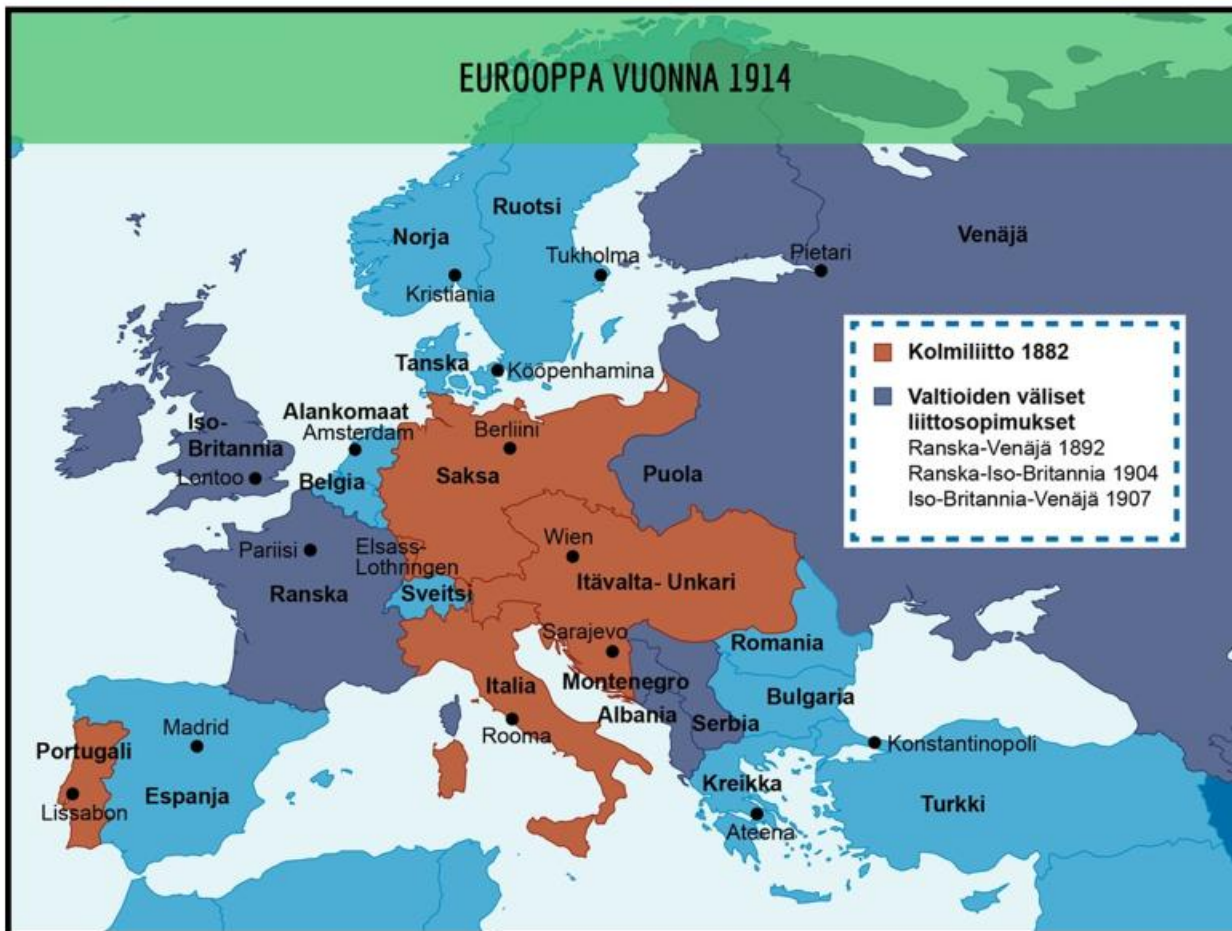 EUROOPPA VUONNA 1914
Ruotsi
Norja
Venäjä
Tukholma
Pietari
Kristiania
Kolmiliitto 1882
Valtioiden väliset
liittosopimukset
Ranska-Venäjä 1892
Ranska-Iso-Britannia 1904
Iso-Britannia-Venäjä 1907
Tanska
Kööpenhamina
Alankomaat
Amsterdam
Iso-
Britannia
Lontoo
Belgia
Berliini
Saksa
Puola
Pariisi
Elsass-
Lothringen
Wien
Ranska
Sveitsi
Itävalta- Unkari
Sarajevo
Romania
Italia
Montenegro
Bulgaria
Albania
Serbia
Rooma
Madrid
Portugali
Konstantinopoli
Lissabon
Espanja
Kreikka
Turkki
Ateena